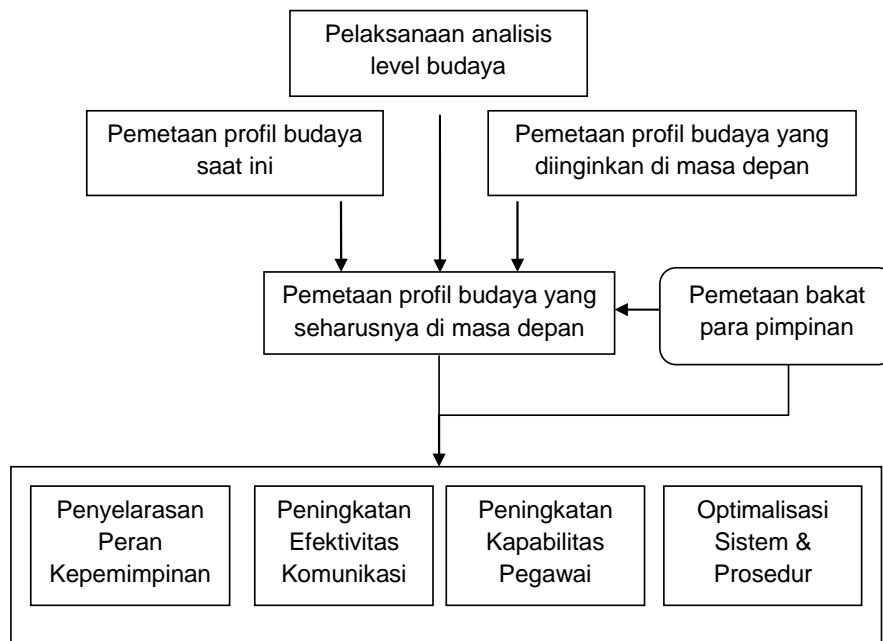 Pelaksanaan analisis
level budaya
Pemetaan profil budaya
saat ini
Pemetaan profil budaya yang
diinginkan di masa depan
Pemetaan profil budaya yang
seharusnya di masa depan
Pemetaan bakat
para pimpinan
Penyelarasan
Peran
Kepemimpinan
Peningkatan
Efektivitas
Komunikasi
Peningkatan
Kapabilitas
Pegawai
Optimalisasi
Sistem &
Prosedur